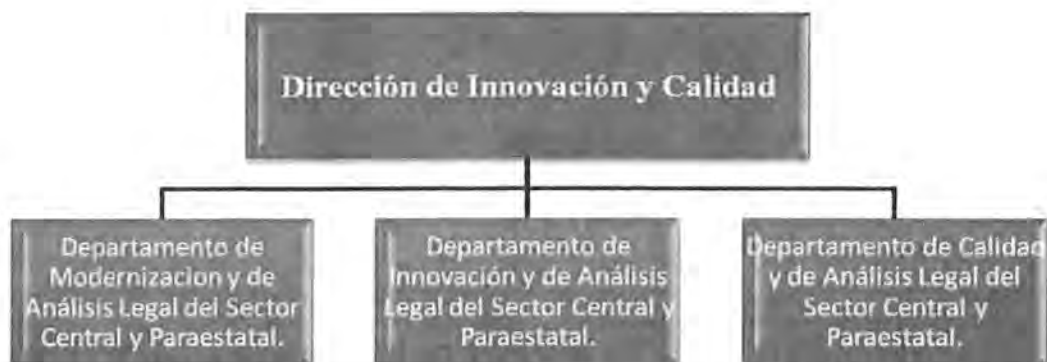 Dirección de Innovación y Calidad
Departamento de
Modernizacion y de
Análisis Legal del Sector
Central y Paraestatal.
Departamento de
Innovación y de Análisis
Legal del Sector Central y
Paraestatal.
Departamento de Calidad
y de Análisis Legal del
Sector Central y
Paraestatal.